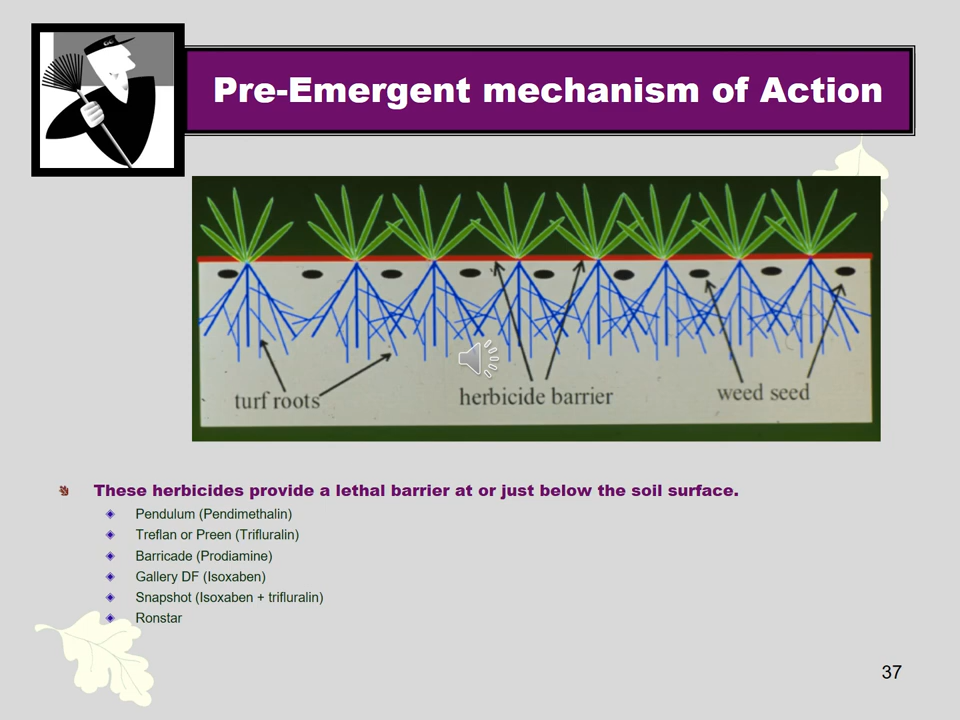 Pre-Emergent mechanism of Action
turf roots
herbicide barrier
weed seed
These herbicides provide a lethal barrier at or just below the soil surface.
Pendulum (Pendimethalin)
Treflan or Preen (Trifluralin)
Barricade (Prodiamine)
Gallery DF (Isoxaben)
Snapshot (Isoxaben + trifluralin)
Ronstar
37